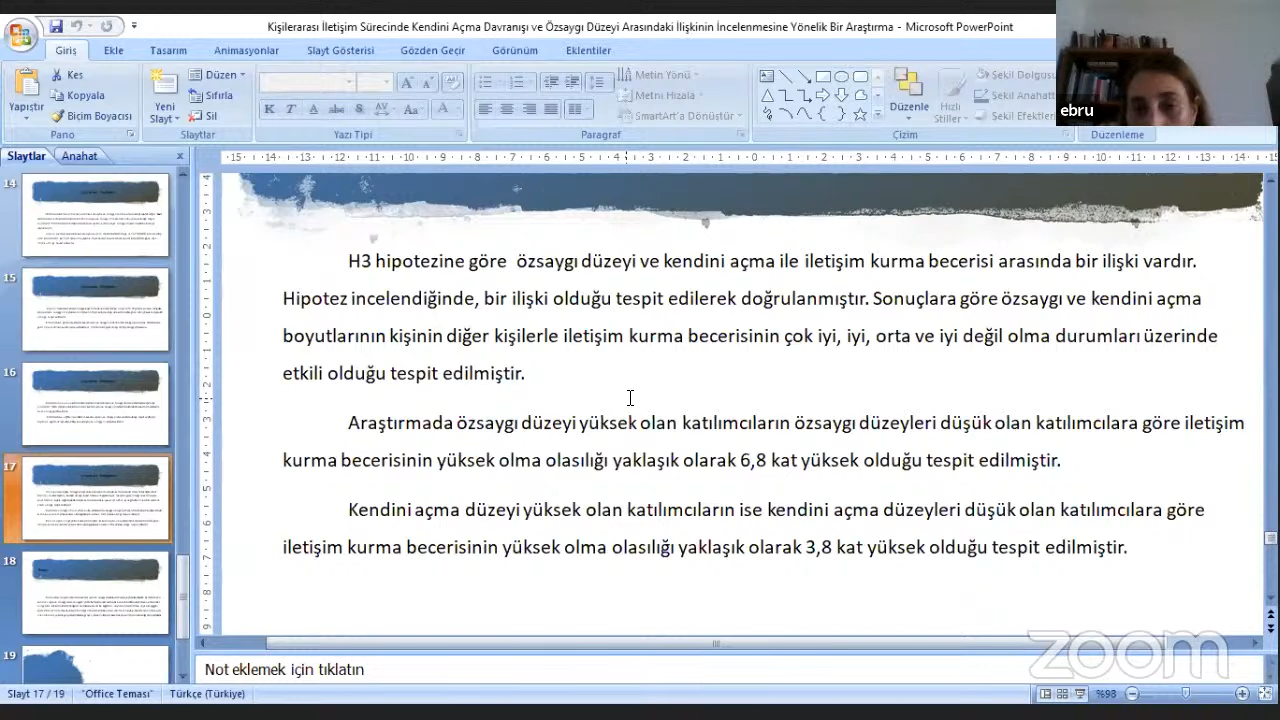 Kişilerarası İletişim Sürecinde Kendini Açma Davranışı ve Özsaygı Düzeyi Arasındaki İlişkinin İncelenmesine Yönelik Bir Araştırma - Microsoft PowerPoint
Giriş Ekle Tasarım Animasyonlar Slayt Gösterisi Gözden Geçir Görünüm Eklentiler
Yapıştır
Kes
Kopyala
Biçim Boyacısı
Pano
Yeni Slayt
Düzen
Sıfırla
Sil
Slaytlar
K T A abc S AV Aa A
Yazı Tipi
Metin Yönü
Metni Hizala
SmartArt'a Dönüştür
Paragraf
Düzenle
Hızlı Stiller
Şekil Dolgusu
Şekil Anahatı
Şekil Efektleri
Çizim
Düzenleme
ebru
Slaytlar Anahat
14
15
16
17
18
19
H3 hipotezine göre özsaygı düzeyi ve kendini açma ile iletişim kurma becerisi arasında bir ilişki vardır.
Hipotez incelendiğinde, bir ilişki olduğu tespit edilerek doğrulanmıştır. Sonuçlara göre özsaygı ve kendini açma
boyutlarının kişinin diğer kişilerle iletişim kurma becerisinin çok iyi, iyi, orta ve iyi değil olma durumları üzerinde
etkili olduğu tespit edilmiştir.
Araştırmada özsaygı düzeyi yüksek olan katılımcıların özsaygı düzeyleri düşük olan katılımcılara göre iletişim
kurma becerisinin yüksek olma olasılığı yaklaşık olarak 6,8 kat yüksek olduğu tespit edilmiştir.
Kendini açma düzeyi yüksek olan katılımcıların ise kendini açma düzeyleri düşük olan katılımcılara göre
iletişim kurma becerisinin yüksek olma olasılığı yaklaşık olarak 3,8 kat yüksek olduğu tespit edilmiştir.
zoom
Not eklemek için tıklatın
Slayt 17 / 19 "Office Teması" Türkçe (Türkiye) %93